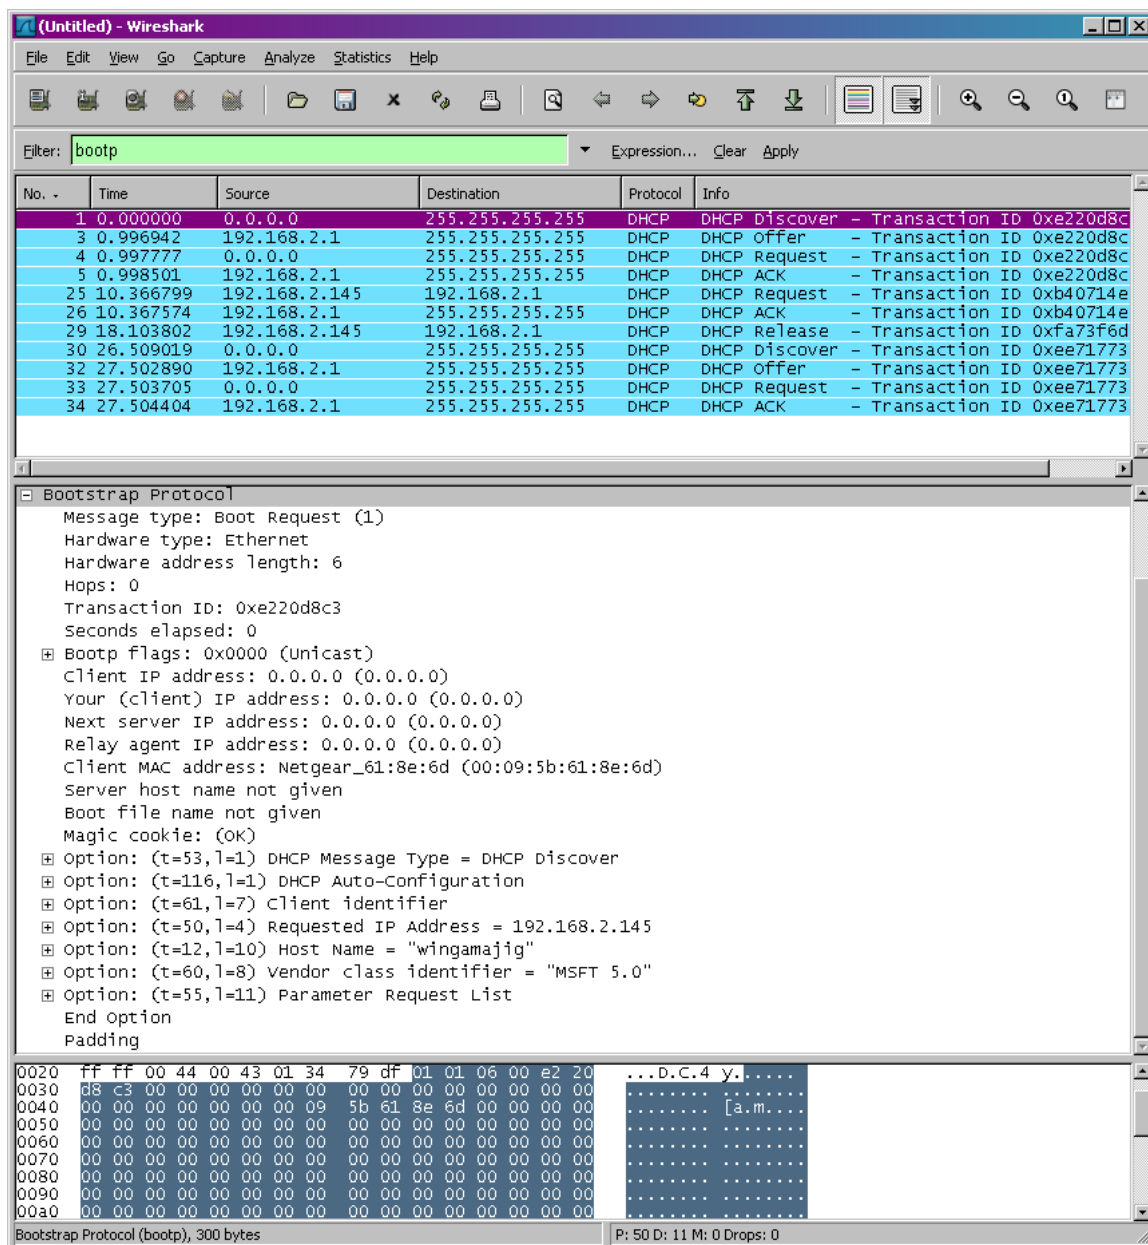 (Untitled) - Wireshark
File Edit View Go Capture Analyze Statistics Help
Filter: bootp Expression... Clear Apply
No. - Time Source Destination Protocol Info
1 0.000000 0.0.0.0 255.255.255.255 DHCP DHCP Discover - Transaction ID 0xe220d8c
3 0.996942 192.168.2.1 255.255.255.255 DHCP DHCP Offer - Transaction ID 0xe220d8c
4 0.997777 0.0.0.0 255.255.255.255 DHCP DHCP Request - Transaction ID 0xe220d8c
5 0.998501 192.168.2.1 255.255.255.255 DHCP DHCP ACK - Transaction ID 0xe220d8c
25 10.366799 192.168.2.145 192.168.2.1 DHCP DHCP Request - Transaction ID 0xb40714e
26 10.367574 192.168.2.1 255.255.255.255 DHCP DHCP ACK - Transaction ID 0xb40714e
29 18.103802 192.168.2.145 192.168.2.1 DHCP DHCP Release - Transaction ID 0xfa73f6d
30 26.509019 0.0.0.0 255.255.255.255 DHCP DHCP Discover - Transaction ID 0xee71773
32 27.502890 192.168.2.1 255.255.255.255 DHCP DHCP Offer - Transaction ID 0xee71773
33 27.503705 0.0.0.0 255.255.255.255 DHCP DHCP Request - Transaction ID 0xee71773
34 27.504404 192.168.2.1 255.255.255.255 DHCP DHCP ACK - Transaction ID 0xee71773
Bootstrap Protocol
Message type: Boot Request (1)
Hardware type: Ethernet
Hardware address length: 6
Hops: 0
Transaction ID: 0xe220d8c3
Seconds elapsed: 0
Bootp flags: 0x0000 (Unicast)
Client IP address: 0.0.0.0 (0.0.0.0)
Your (client) IP address: 0.0.0.0 (0.0.0.0)
Next server IP address: 0.0.0.0 (0.0.0.0)
Relay agent IP address: 0.0.0.0 (0.0.0.0)
Client MAC address: Netgear_61:8e:6d (00:09:5b:61:8e:6d)
Server host name not given
Boot file name not given
Magic cookie: (OK)
Option: (t=53,l=1) DHCP Message Type = DHCP Discover
Option: (t=116,l=1) DHCP Auto-Configuration
Option: (t=61,l=7) Client identifier
Option: (t=50,l=4) Requested IP Address = 192.168.2.145
Option: (t=12,l=10) Host Name = "wingamajig"
Option: (t=60,l=8) Vendor class identifier = "MSFT 5.0"
Option: (t=55,l=11) Parameter Request List
End Option
Padding
0020 ff ff 00 44 00 43 01 34 79 df 01 01 06 00 e2 20 ...D.C.4 y.......
0030 d8 c3 00 00 00 00 00 00 00 00 00 00 00 00 00 00 ........ ........
0040 00 00 00 00 00 00 00 09 5b 61 8e 6d 00 00 00 00 ........ [a.m....
0050 00 00 00 00 00 00 00 00 00 00 00 00 00 00 00 00 ........ ........
0060 00 00 00 00 00 00 00 00 00 00 00 00 00 00 00 00 ........ ........
0070 00 00 00 00 00 00 00 00 00 00 00 00 00 00 00 00 ........ ........
0080 00 00 00 00 00 00 00 00 00 00 00 00 00 00 00 00 ........ ........
0090 00 00 00 00 00 00 00 00 00 00 00 00 00 00 00 00 ........ ........
00a0 00 00 00 00 00 00 00 00 00 00 00 00 00 00 00 00 ........ ........
Bootstrap Protocol (bootp), 300 bytes P: 50 D: 11 M: 0 Drops: 0